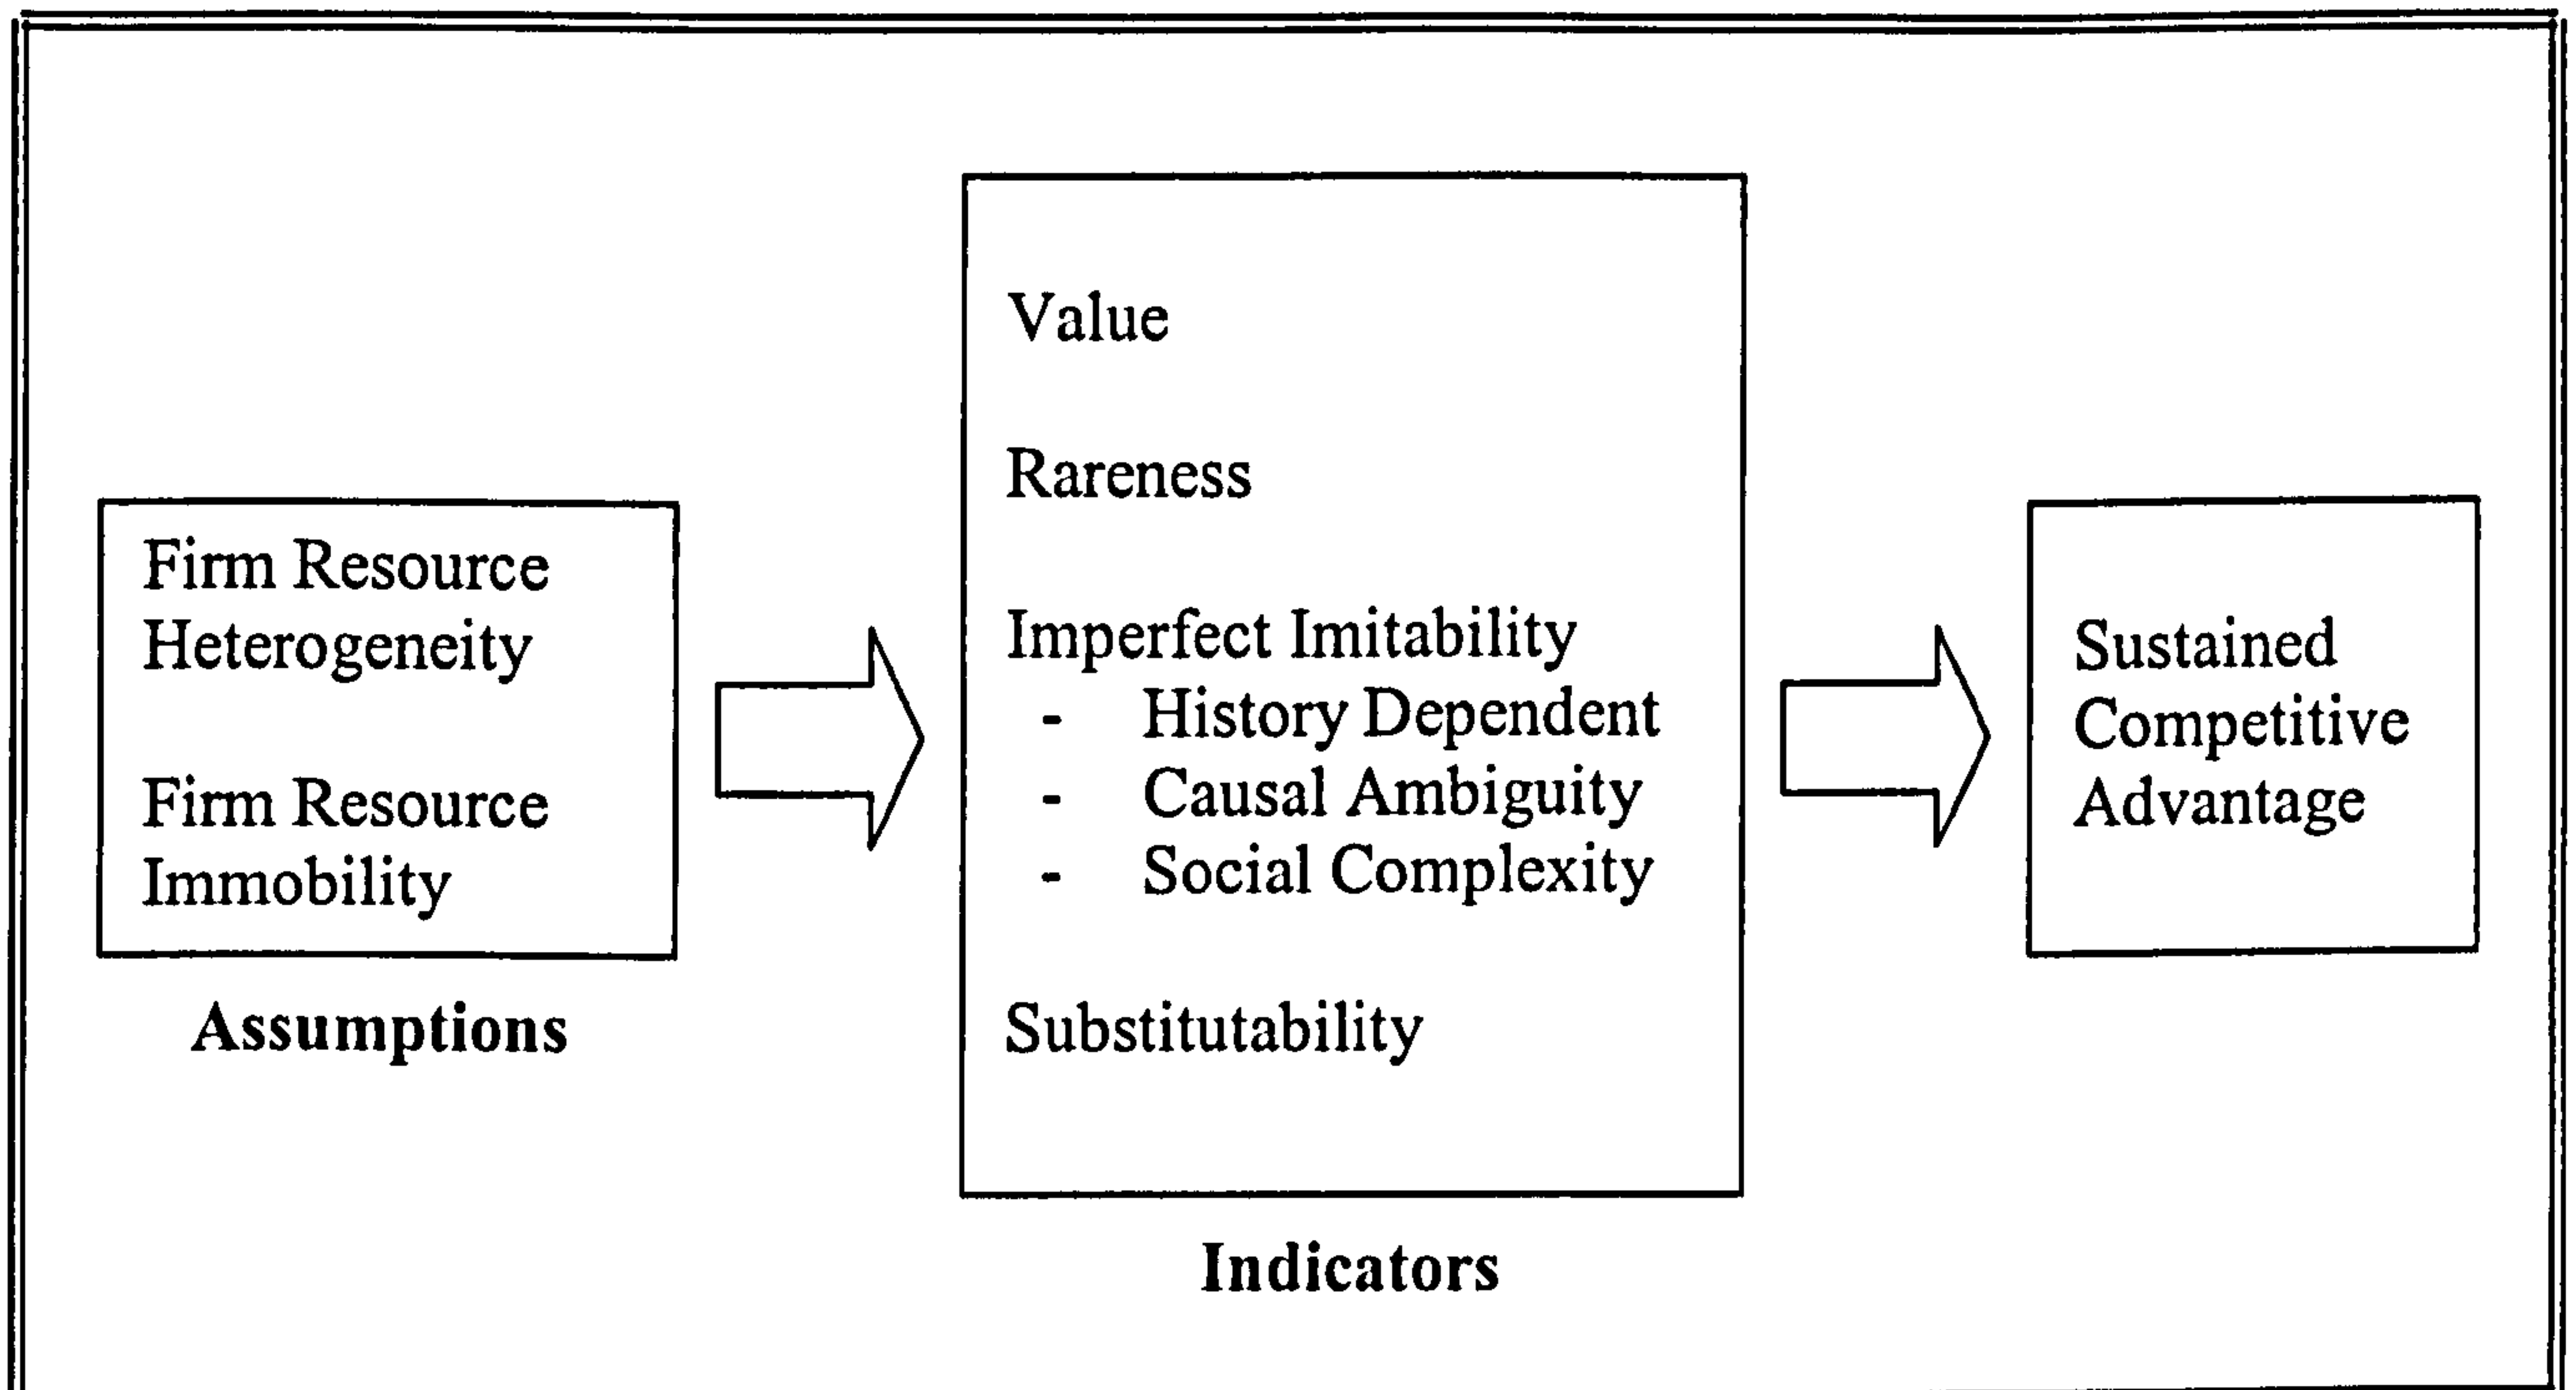 Firm Resource
Heterogeneity
Firm Resource
Immobility
Assumptions
Value
Rareness
Imperfect Imitability
- History Dependent
- Causal Ambiguity
- Social Complexity
Substitutability
Indicators
Sustained
Competitive
Advantage